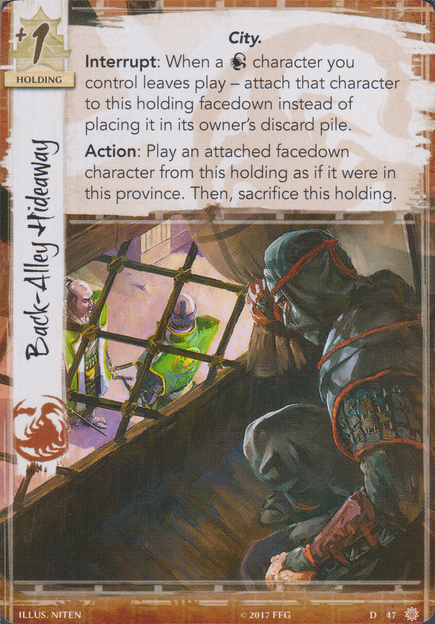 +1
HOLDING
City.
Interrupt: When a character you
control leaves play – attach that character
to this holding facedown instead of
placing it in its owner's discard pile.
Action: Play an attached facedown
character from this holding as if it were in
this province. Then, sacrifice this holding.
Back-Alley Hideaway
ILLUS. NITEN
© 2017 FFG
D 47